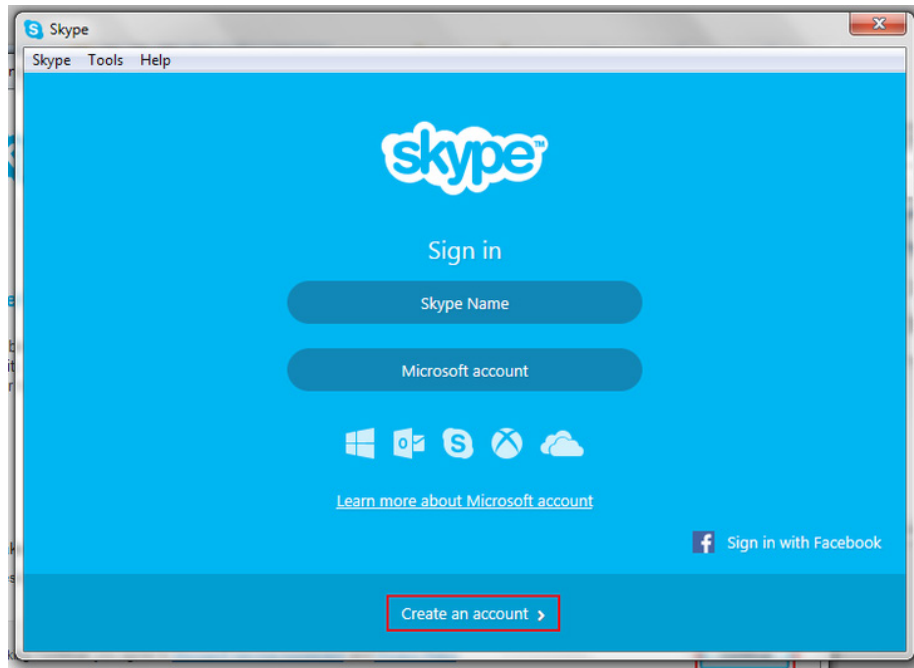 Skype
Skype Tools Help
skype™
Sign in
Skype Name
Microsoft account
Learn more about Microsoft account
Sign in with Facebook
Create an account